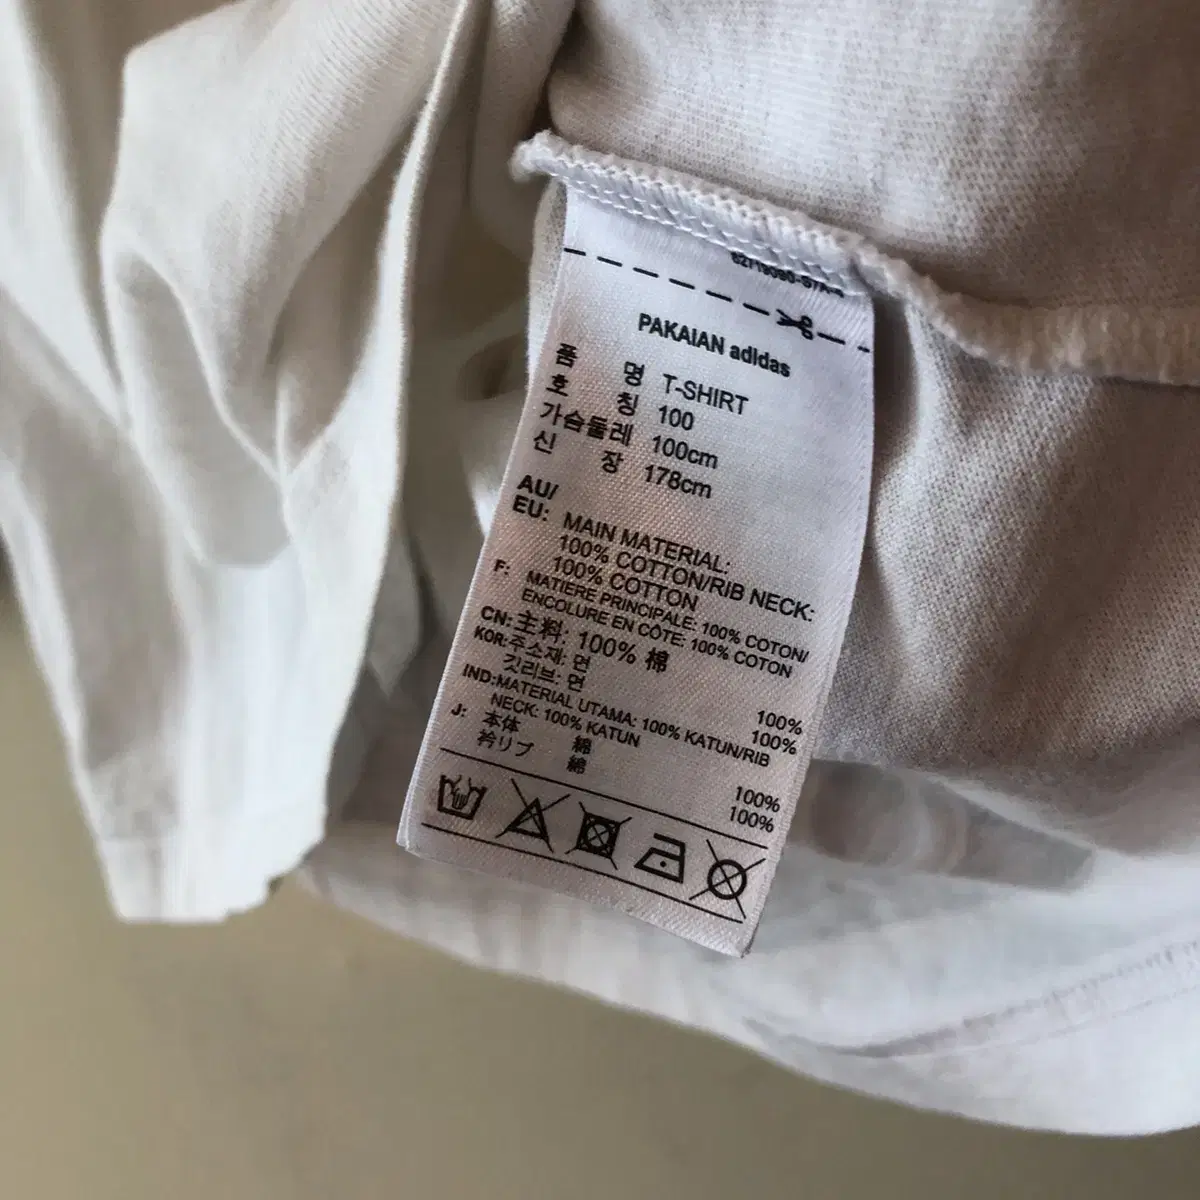 PAKAIAN adidas
품 명 T-SHIRT
호 칭 100
가슴둘레 100cm
신 장 178cm
AU/
EU: MAIN MATERIAL:
100% COTTON/RIB NECK:
100% COTTON
F: MATIERE PRINCIPALE: 100% COTON/
ENCOLURE EN CÔTE: 100% COTON
CN: 主料: 100% 棉
KOR: 주소재: 면 100%
깃리브: 면 100%
IND: MATERIAL UTAMA: 100% KATUN/RIB
NECK: 100% KATUN
J: 本体 綿 100%
衿リブ 綿 100%